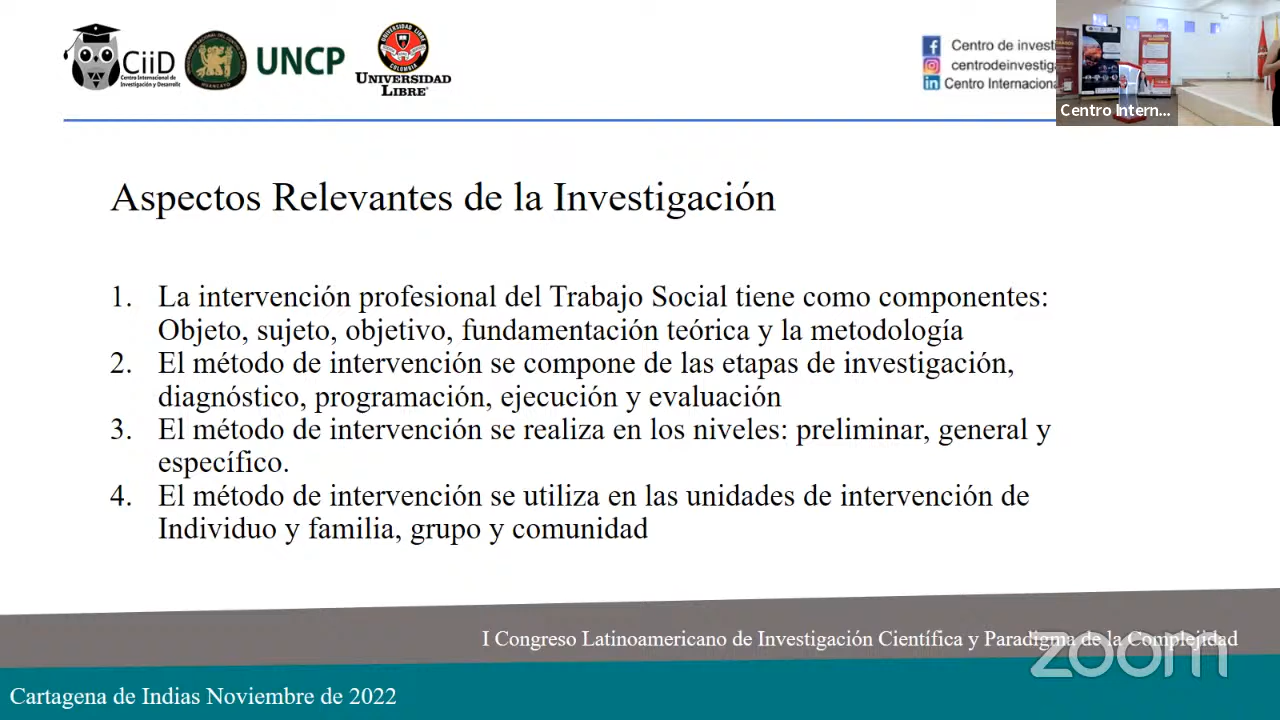 CiiD
Centro Internacional de
Investigación y Desarrollo
UNCP
UNIVERSIDAD LIBRE
COLOMBIA
UNIVERSIDAD
LIBRE
Centro de invest
centrodeinvestig
Centro Internaciona
Centro Intern...
Aspectos Relevantes de la Investigación
1. La intervención profesional del Trabajo Social tiene como componentes:
Objeto, sujeto, objetivo, fundamentación teórica y la metodología
2. El método de intervención se compone de las etapas de investigación,
diagnóstico, programación, ejecución y evaluación
3. El método de intervención se realiza en los niveles: preliminar, general y
específico.
4. El método de intervención se utiliza en las unidades de intervención de
Individuo y familia, grupo y comunidad
I Congreso Latinoamericano de Investigación Científica y Paradigma de la Complejidad
zoom
Cartagena de Indias Noviembre de 2022